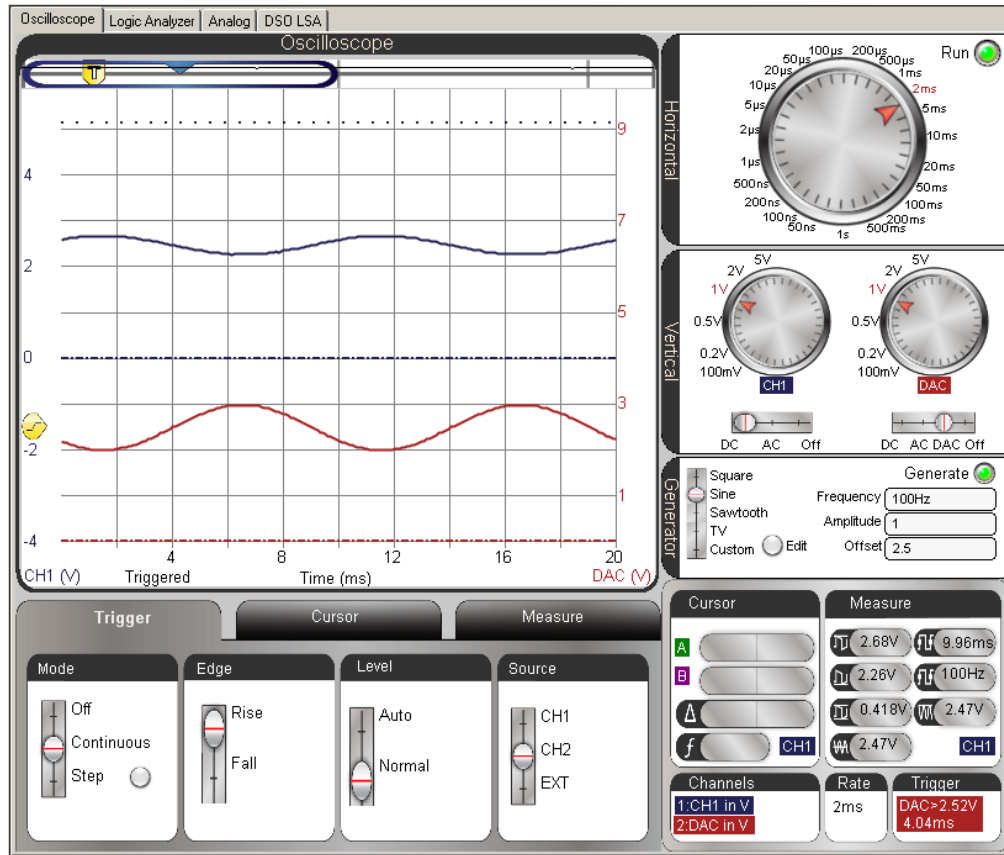 Oscilloscope Logic Analyzer Analog DSO LSA
Oscilloscope
T
9
4
7
2
5
0
3
-2
1
-4
4 8 12 16 20
CH1 (V) Triggered Time (ms) DAC (V)
Horizontal
Run
50ns
100ns
200ns
500ns
1µs
2µs
5µs
10µs
20µs
50µs
100µs
200µs
500µs
1ms
2ms
5ms
10ms
20ms
50ms
100ms
200ms
500ms
1s
Vertical
5V
2V
1V
0.5V
0.2V
100mV
CH1
DC AC Off
5V
2V
1V
0.5V
0.2V
100mV
DAC
DC AC DAC Off
Generator
Square
Sine
Sawtooth
TV
Custom
Edit
Generate
Frequency 100Hz
Amplitude 1
Offset 2.5
Trigger Cursor Measure
Mode
Off
Continuous
Step
Edge
Rise
Fall
Level
Auto
Normal
Source
CH1
CH2
EXT
Cursor
A
B
Δ
f CH1
Measure
2.68V 9.96ms
2.26V 100Hz
0.418V 2.47V
2.47V CH1
Channels
1:CH1 in V
2:DAC in V
Rate
2ms
Trigger
DAC>2.52V
4.04ms